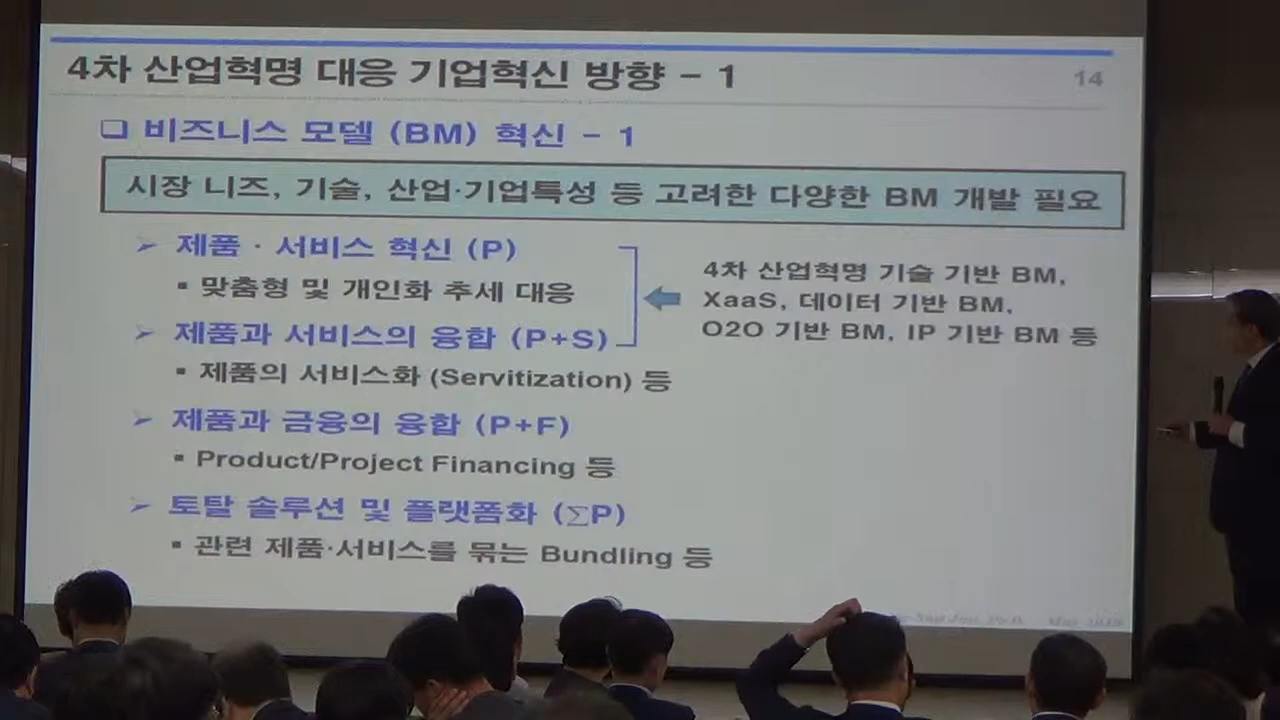 4차 산업혁명 대응 기업혁신 방향 - 1
14
❑ 비즈니스 모델 (BM) 혁신 - 1
시장 니즈, 기술, 산업·기업특성 등 고려한 다양한 BM 개발 필요
➢ 제품 · 서비스 혁신 (P)
▪ 맞춤형 및 개인화 추세 대응
➢ 제품과 서비스의 융합 (P+S)
▪ 제품의 서비스화 (Servitization) 등
4차 산업혁명 기술 기반 BM,
XaaS, 데이터 기반 BM,
O2O 기반 BM, IP 기반 BM 등
➢ 제품과 금융의 융합 (P+F)
▪ Product/Project Financing 등
➢ 토탈 솔루션 및 플랫폼화 (∑P)
▪ 관련 제품·서비스를 묶는 Bundling 등